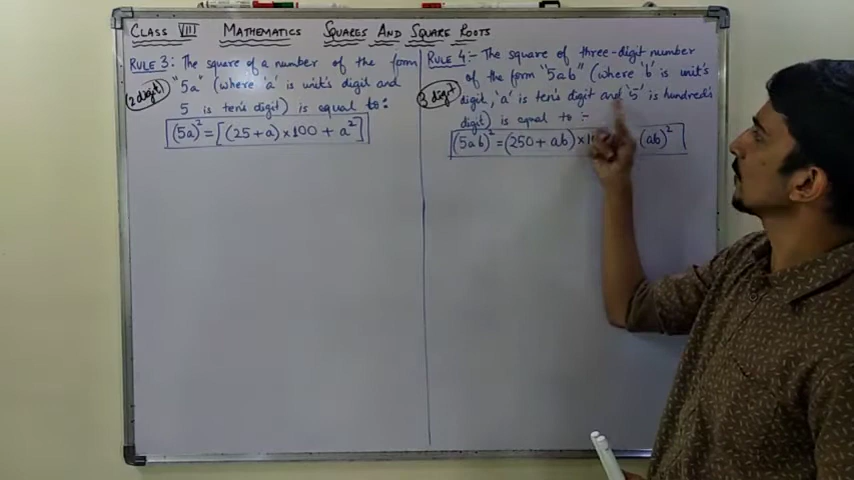 CLASS VIII MATHEMATICS SQUARES AND SQUARE ROOTS
RULE 3: The square of a number of the form
"5a" (where 'a' is unit's digit and
(2 digit)
5 is ten's digit) is equal to:
(5a)² = [(25+a)×100 + a²]
RULE 4:- The square of three-digit number
of the form "5ab" (where 'b' is unit's
(3 digit)
digit, 'a' is ten's digit and '5' is hundred's
digit) is equal to :-
(5ab)² = (250 + ab) × (ab)²